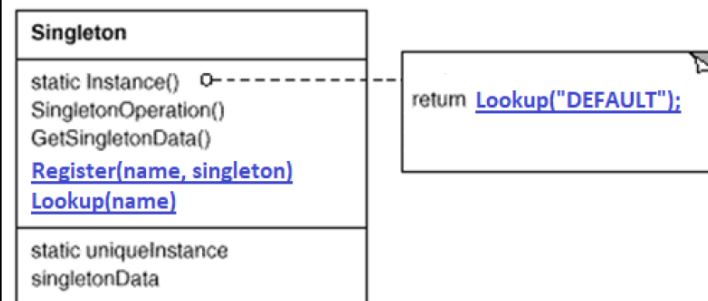 Singleton
static Instance()
SingletonOperation()
GetSingletonData()
Register(name, singleton)
Lookup(name)
static uniqueInstance
singletonData
return Lookup("DEFAULT");